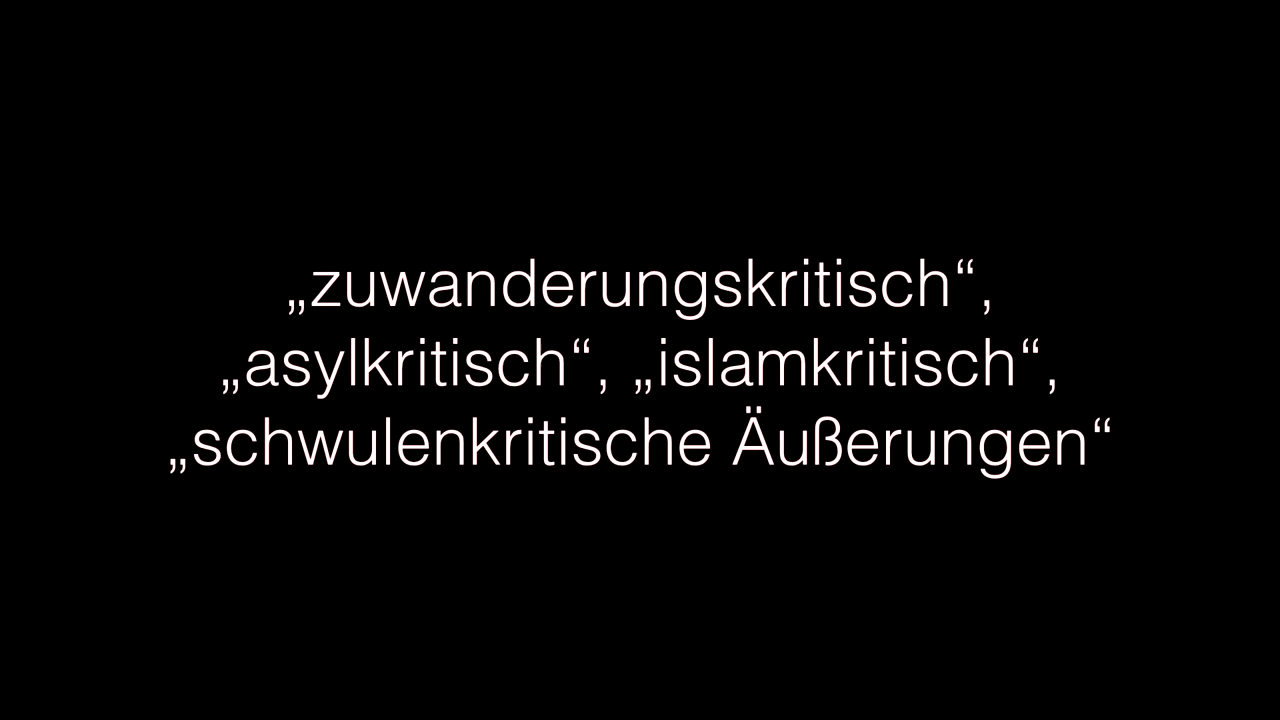 „zuwanderungskritisch“,
„asylkritisch“, „islamkritisch“,
„schwulenkritische Äußerungen“